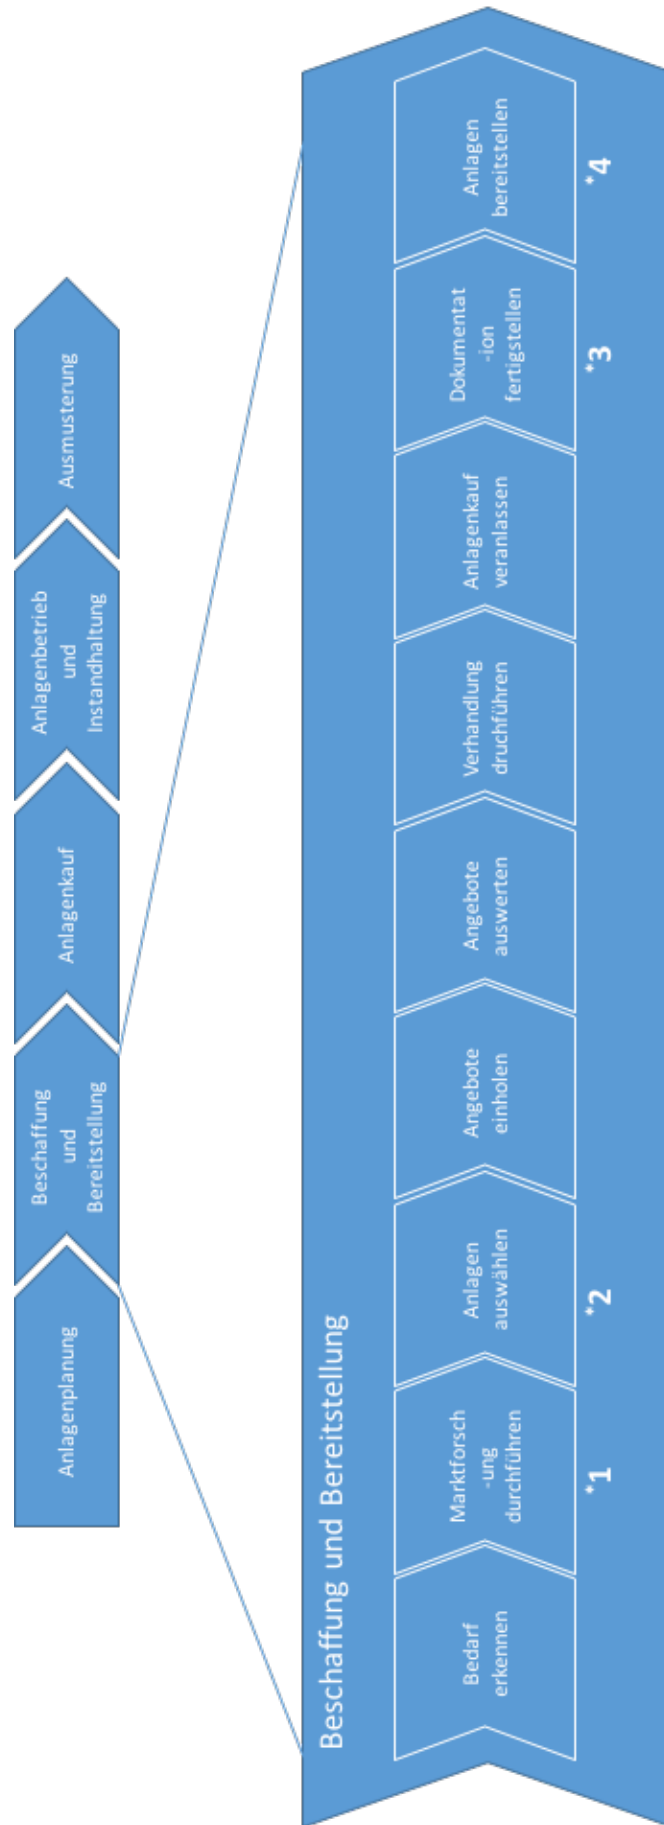 Anlagenplanung
Beschaffung
und
Bereitstellung
Anlagenkauf
Anlagenbetrieb
und
Instandhaltung
Ausmusterung
Beschaffung und Bereitstellung
Bedarf
erkennen
Marktforsch
-ung
durchführen
*1
Anlagen
auswählen
*2
Angebote
einholen
Angebote
auswerten
Verhandlung
druchführen
Anlagenkauf
veranlassen
Dokumentat
-ion
fertigstellen
*3
Anlagen
bereitstellen
*4